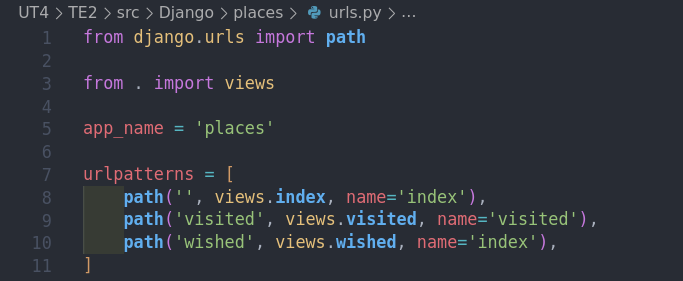 UT4 > TE2 > src > Django > places > urls.py > ...
1 from django.urls import path
2
3 from . import views
4
5 app_name = 'places'
6
7 urlpatterns = [
8     path('', views.index, name='index'),
9     path('visited', views.visited, name='visited'),
10     path('wished', views.wished, name='index'),
11 ]